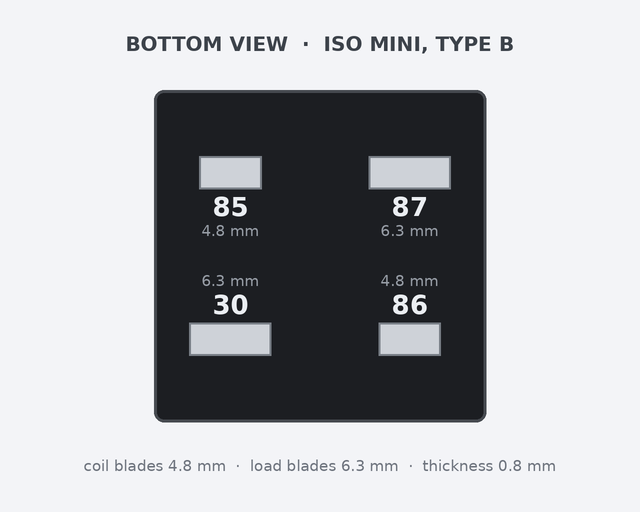 BOTTOM VIEW · ISO MINI, TYPE B
85 87
4.8 mm 6.3 mm
6.3 mm 4.8 mm
30 86
coil blades 4.8 mm · load blades 6.3 mm · thickness 0.8 mm